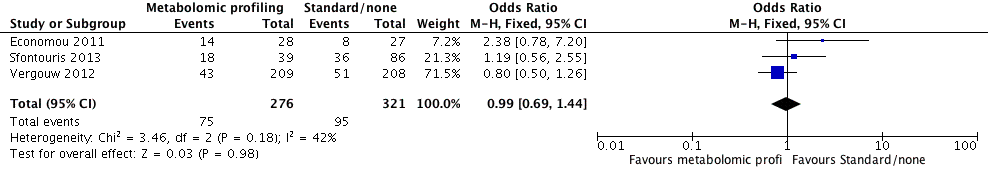 Metabolomic profiling Standard/none Odds Ratio Odds Ratio
Study or Subgroup Events Total Events Total Weight M-H, Fixed, 95% CI M-H, Fixed, 95% CI
Economou 2011 14 28 8 27 7.2% 2.38 [0.78, 7.20]
Sfontouris 2013 18 39 36 86 21.3% 1.19 [0.56, 2.55]
Vergouw 2012 43 209 51 208 71.5% 0.80 [0.50, 1.26]
Total (95% CI) 276 321 100.0% 0.99 [0.69, 1.44]
Total events 75 95
Heterogeneity: Chi² = 3.46, df = 2 (P = 0.18); I² = 42%
Test for overall effect: Z = 0.03 (P = 0.98)
0.01 0.1 1 10 100
Favours metabolomic profi Favours Standard/none